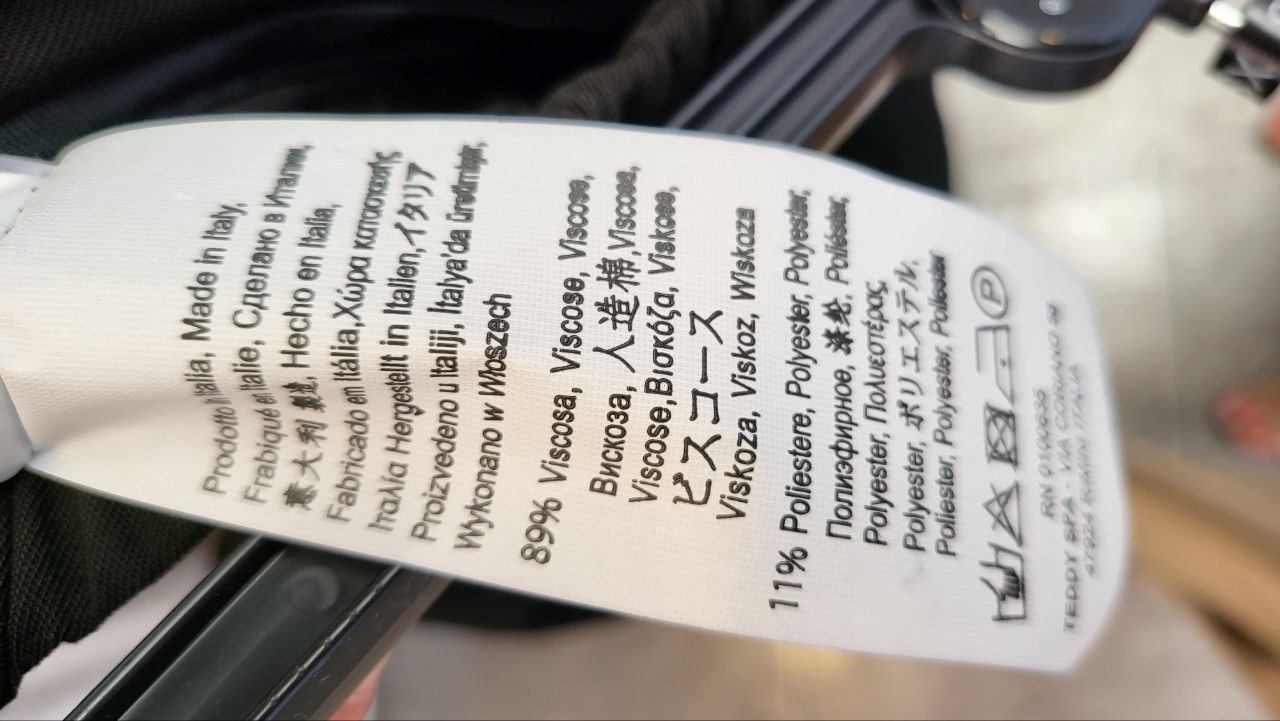 Prodotto in Italia, Made in Italy,
Frabiqué en Italie, Сделано в Италии,
意大利製, Hecho en Italia,
Fabricado em Itália, Χώρα κατασκευής
Ιταλία Hergestellt in Italien, イタリア
Proizvedeno u Italiji, Italya'da üretilmiştir,
Wykonano w Włoszech
89% Viscosa, Viscose, Viscose, Viscose,
Вискоза, 人造棉, Viscosa,
Viscose, Βισκόζα, Viskose,
ビスコース
Viskoza, Viskoz, Wiskoza
11% Poliestere, Polyester, Polyester,
Полиэфирное, 涤纶, Poliéster,
Polyester, Πολυεστέρας,
Polyester, ポリエステル,
Poliester, Polyester, Poliester
P
RN 0100656
TEDDY SPA - VIA CORIANO 58
47924 RIMINI ITALIA